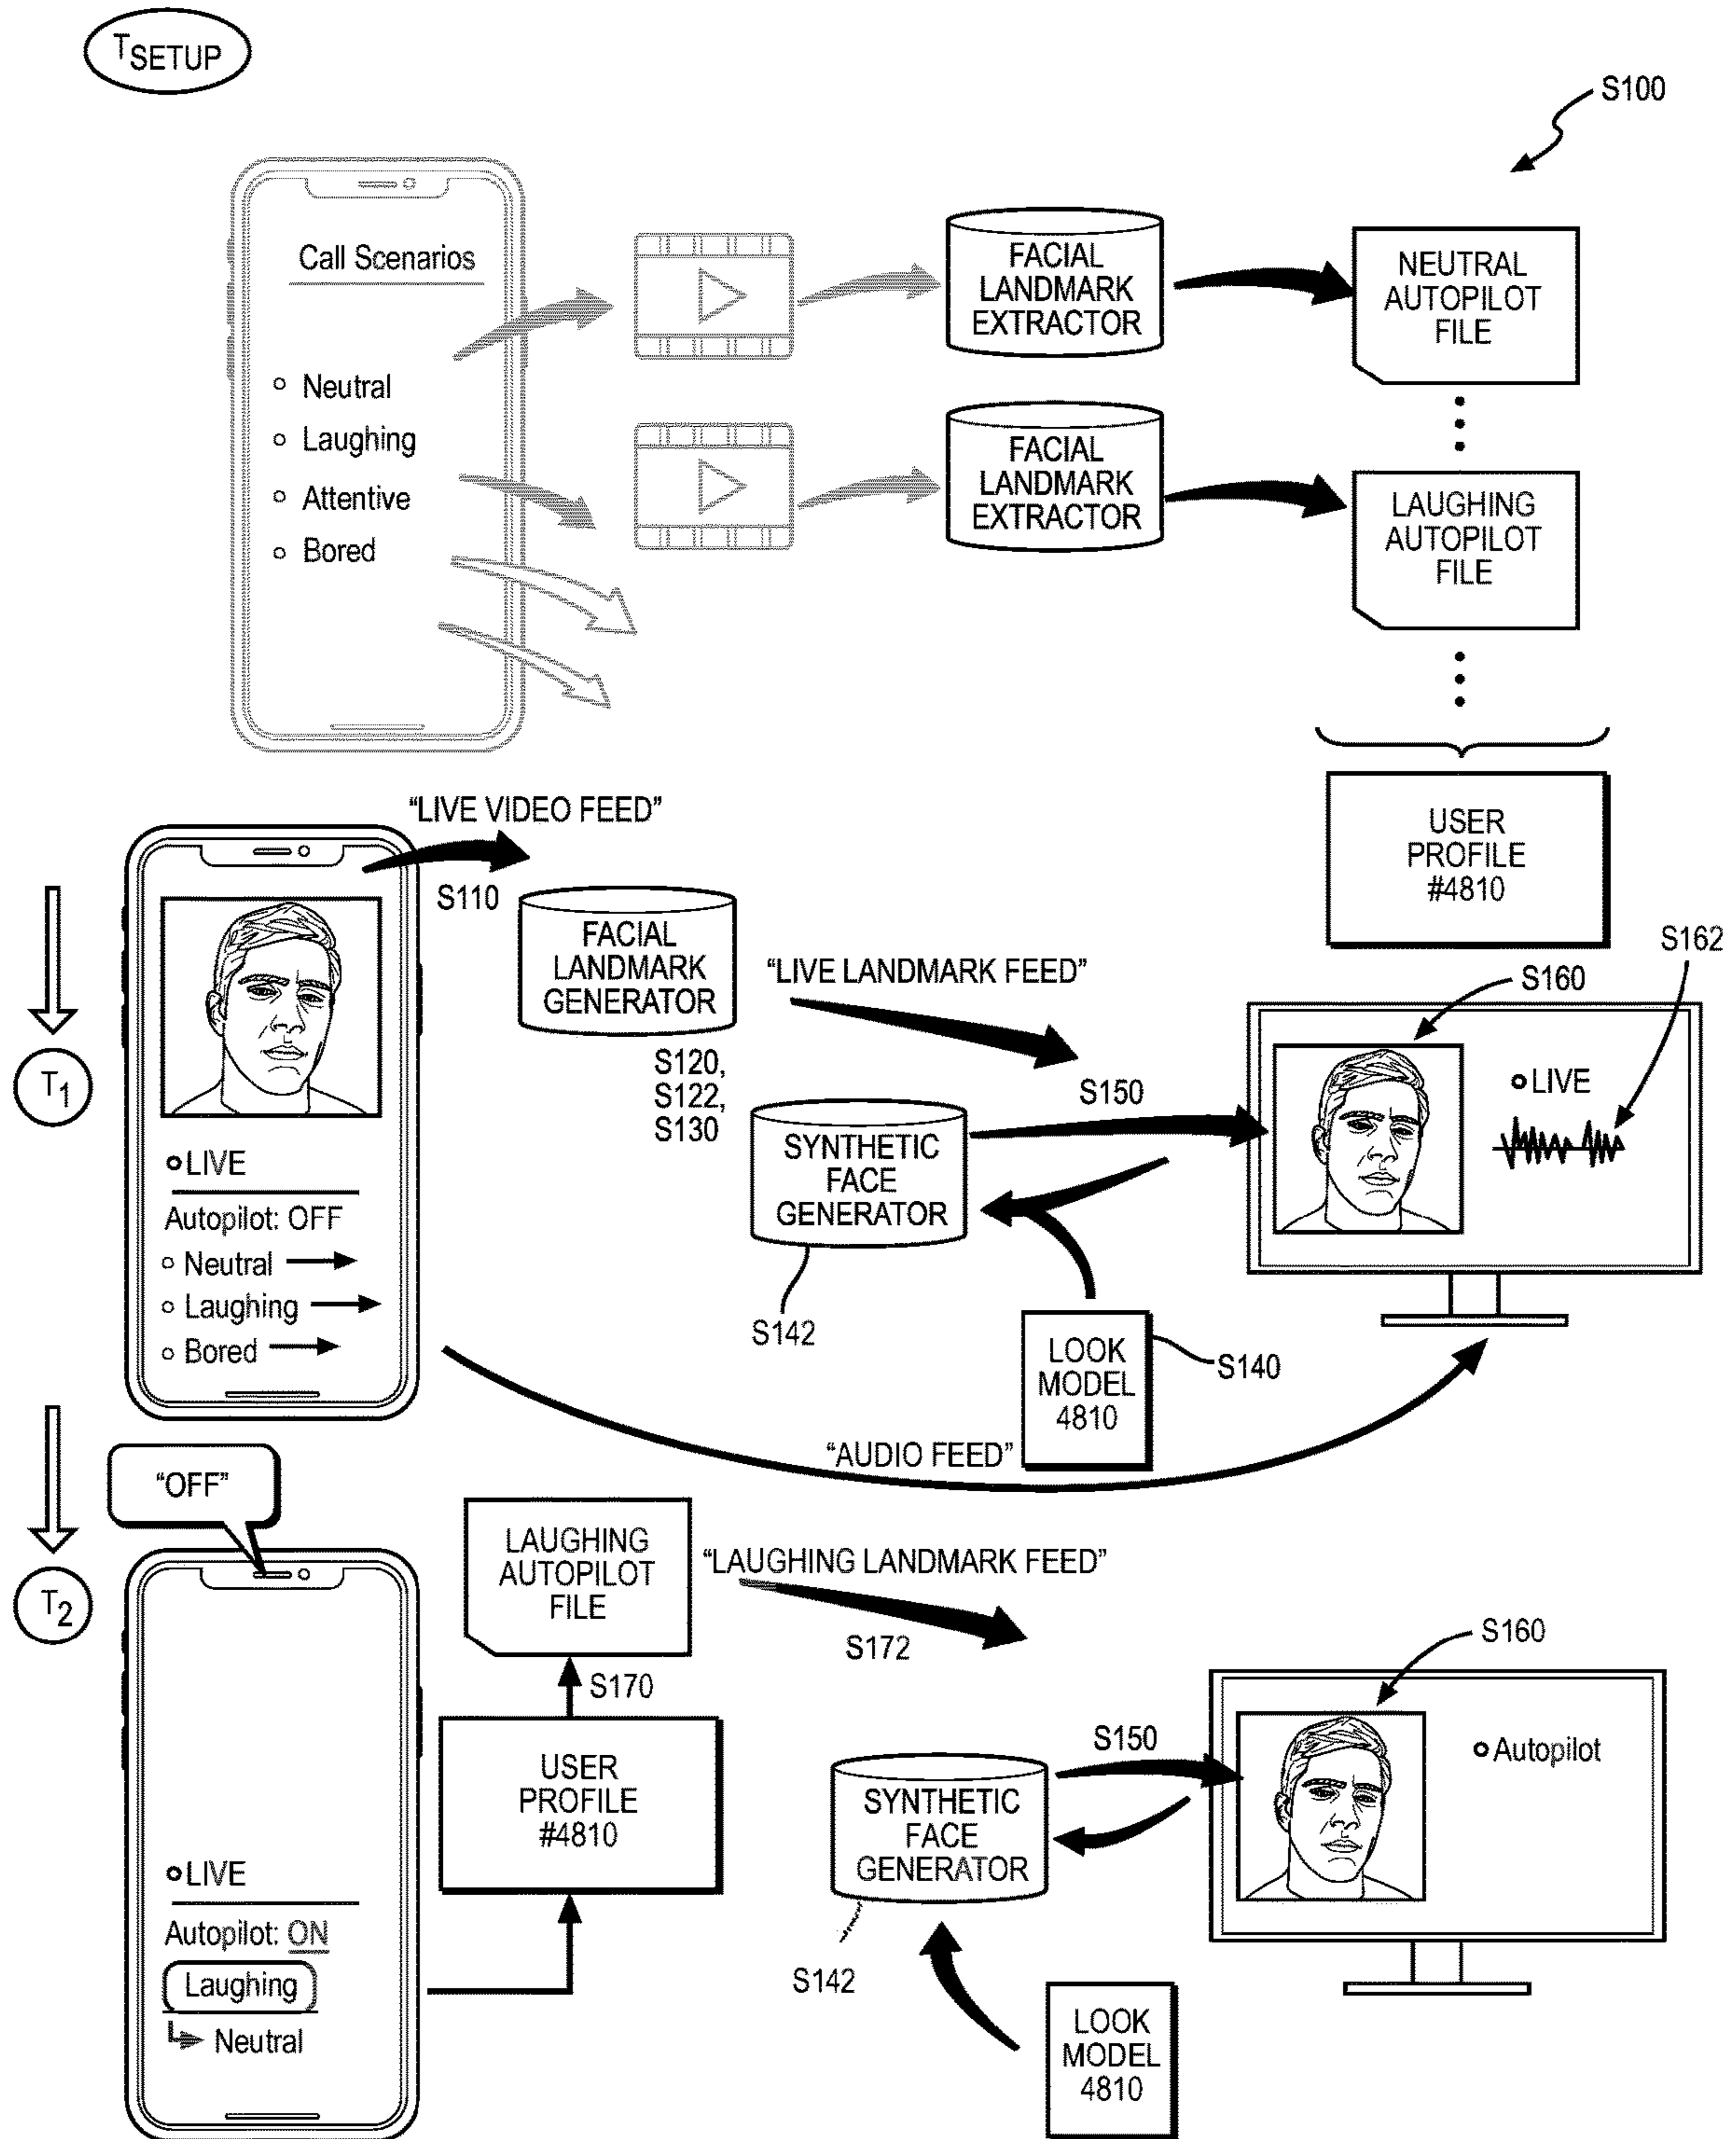 TSETUP
S100
Call Scenarios
Neutral
Laughing
Attentive
Bored
FACIAL
LANDMARK
EXTRACTOR
NEUTRAL
AUTOPILOT
FILE
FACIAL
LANDMARK
EXTRACTOR
LAUGHING
AUTOPILOT
FILE
USER
PROFILE
#4810
T1
"LIVE VIDEO FEED"
S110
FACIAL
LANDMARK
GENERATOR
S120,
S122,
S130
"LIVE LANDMARK FEED"
LIVE
Autopilot: OFF
Neutral
Laughing
Bored
SYNTHETIC
FACE
GENERATOR
S142
S150
LOOK
MODEL
4810
S140
S160
S162
LIVE
"AUDIO FEED"
T2
"OFF"
LIVE
Autopilot: ON
Laughing
Neutral
LAUGHING
AUTOPILOT
FILE
S170
USER
PROFILE
#4810
"LAUGHING LANDMARK FEED"
S172
SYNTHETIC
FACE
GENERATOR
S142
S150
LOOK
MODEL
4810
S160
Autopilot